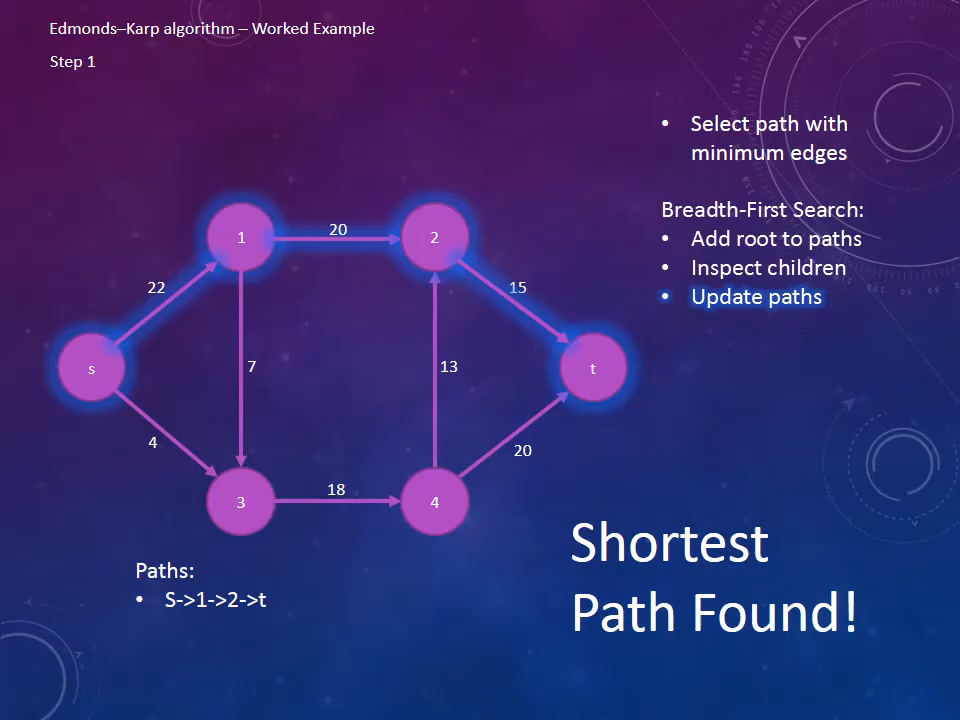 Edmonds–Karp algorithm – Worked Example
Step 1
• Select path with
minimum edges
Breadth-First Search:
• Add root to paths
• Inspect children
• Update paths
1
20
2
22
15
s
7
13
t
4
20
3
18
4
Shortest
Path Found!
Paths:
• S->1->2->t